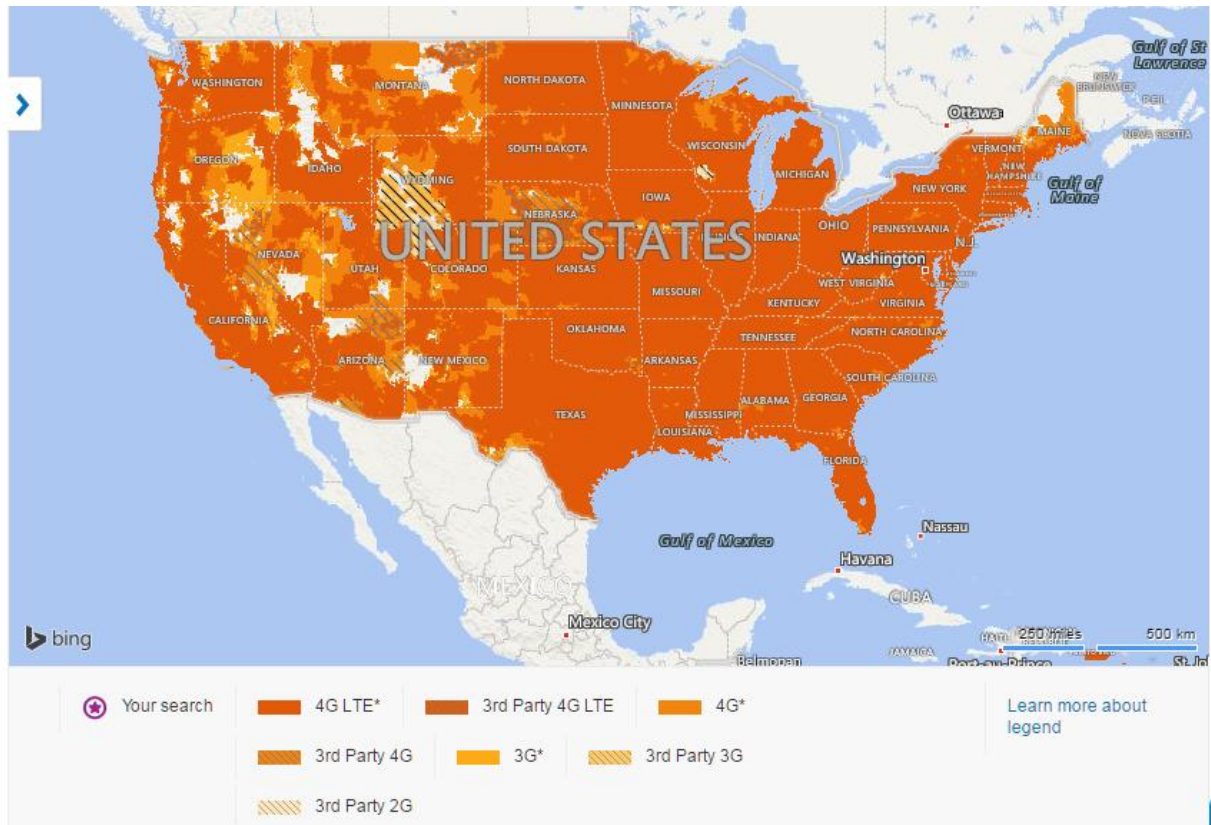 Gulf of St
Lawrence
NEW
BRUNSWICK
P.E.I.
NOVA SCOTIA
Ottawa
WASHINGTON
MONTANA
NORTH DAKOTA
MINNESOTA
MAINE
VERMONT
NEW
HAMPSHIRE
Gulf of
Maine
OREGON
IDAHO
WYOMING
SOUTH DAKOTA
WISCONSIN
MICHIGAN
NEW YORK
IOWA
NEBRASKA
UNITED STATES
INDIANA
OHIO
PENNSYLVANIA
N.J.
NEVADA
UTAH
COLORADO
KANSAS
Washington
MISSOURI
WEST VIRGINIA
KENTUCKY
VIRGINIA
CALIFORNIA
OKLAHOMA
TENNESSEE
NORTH CAROLINA
ARIZONA
NEW MEXICO
ARKANSAS
SOUTH CAROLINA
TEXAS
MISSISSIPPI
ALABAMA
GEORGIA
LOUISIANA
FLORIDA
Gulf of Mexico
Nassau
Havana
CUBA
MEXICO
Mexico City
bing
HAITI
250 miles
500 km
JAMAICA
Belmopan
Port-au-Prince
Your search
4G LTE*
3rd Party 4G LTE
4G*
Learn more about
legend
3rd Party 4G
3G*
3rd Party 3G
3rd Party 2G